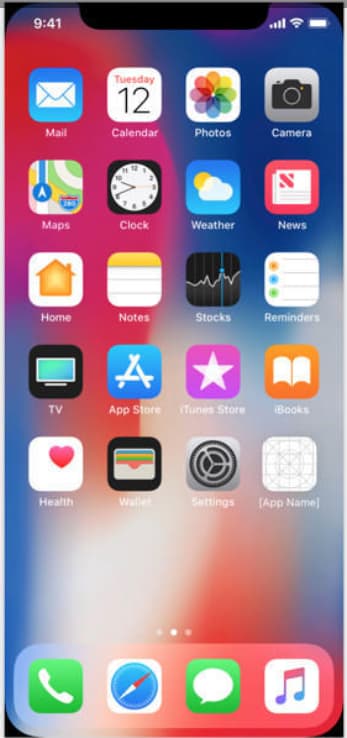 9:41
Tuesday
12
Mail Calendar Photos Camera
280
Maps Clock Weather News
Home Notes Stocks Reminders
TV App Store iTunes Store iBooks
Health Wallet Settings [App Name]